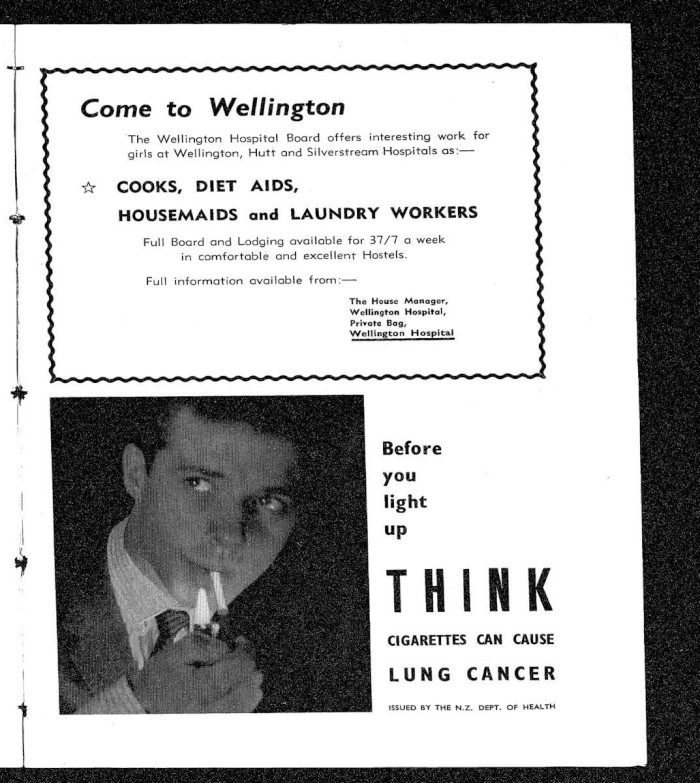 Come to Wellington
The Wellington Hospital Board offers interesting work for
girls at Wellington, Hutt and Silverstream Hospitals as:—
☆ COOKS, DIET AIDS,
HOUSEMAIDS and LAUNDRY WORKERS
Full Board and Lodging available for 37/7 a week
in comfortable and excellent Hostels.
Full information available from:—
The House Manager,
Wellington Hospital,
Private Bag,
Wellington Hospital
Before
you
light
up
THINK
CIGARETTES CAN CAUSE
LUNG CANCER
ISSUED BY THE N.Z. DEPT. OF HEALTH